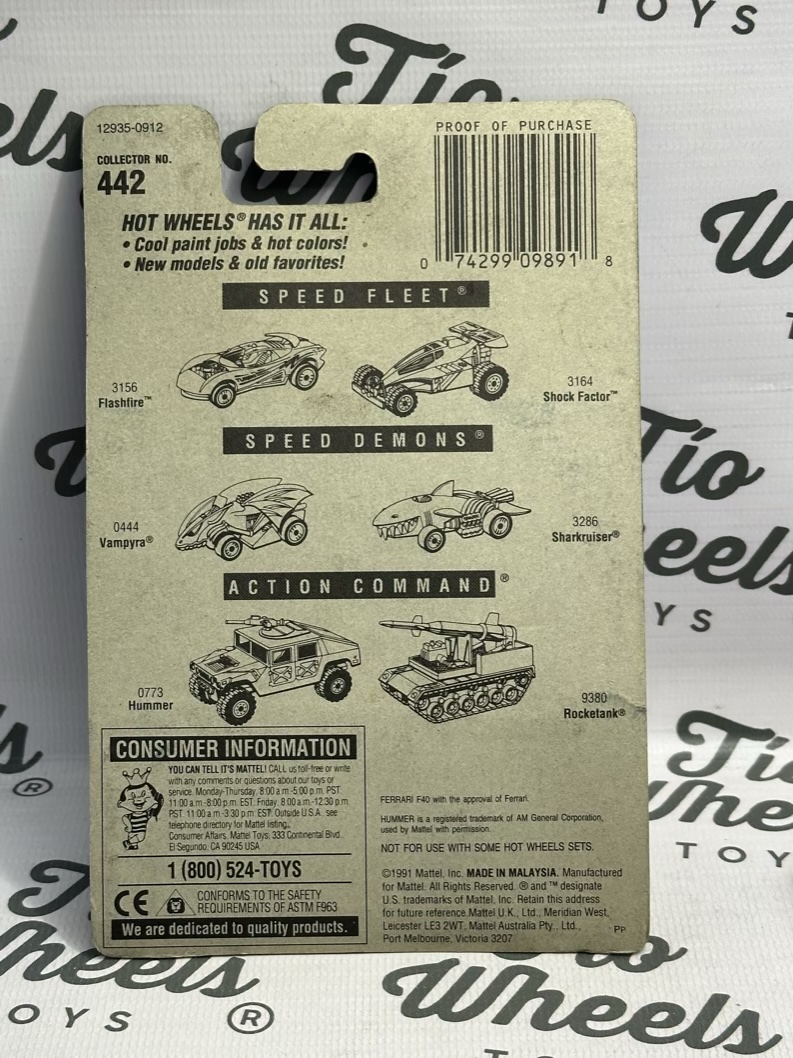 TOYS
Tío
Wheels
12935-0912
COLLECTOR NO.
442
PROOF OF PURCHASE
HOT WHEELS® HAS IT ALL:
• Cool paint jobs & hot colors!
• New models & old favorites!
0 74299 09891 8
SPEED FLEET®
3156
Flashfire™
3164
Shock Factor™
SPEED DEMONS®
0444
Vampyra®
3286
Sharkruiser®
ACTION COMMAND®
0773
Hummer
9380
Rocketank®
CONSUMER INFORMATION
YOU CAN TELL IT'S MATTEL! CALL us toll-free or write
with any comments or questions about our toys or
service. Monday-Thursday, 8:00 a.m.-5:00 p.m. PST
11:00 a.m.-8:00 p.m. EST. Friday, 8:00 a.m.-12:30 p.m.
PST 11:00 a.m.-3:30 p.m. EST. Outside U.S.A. see
telephone directory for Mattel listing.
Consumer Affairs, Mattel Toys, 333 Continental Blvd.,
El Segundo, CA 90245 USA
1 (800) 524-TOYS
CE
CONFORMS TO THE SAFETY
REQUIREMENTS OF ASTM F963
We are dedicated to quality products.
FERRARI F40 with the approval of Ferrari.
HUMMER is a registered trademark of AM General Corporation,
used by Mattel with permission.
NOT FOR USE WITH SOME HOT WHEELS SETS.
©1991 Mattel, Inc. MADE IN MALAYSIA. Manufactured
for Mattel. All Rights Reserved. ® and ™ designate
U.S. trademarks of Mattel, Inc. Retain this address
for future reference Mattel U.K., Ltd., Meridian West,
Leicester LE3 2WT. Mattel Australia Pty., Ltd.,
Port Melbourne, Victoria 3207
PP
Tío
eels
YS
®
Tío
TOY
Wheels
TOYS
®
Wheels